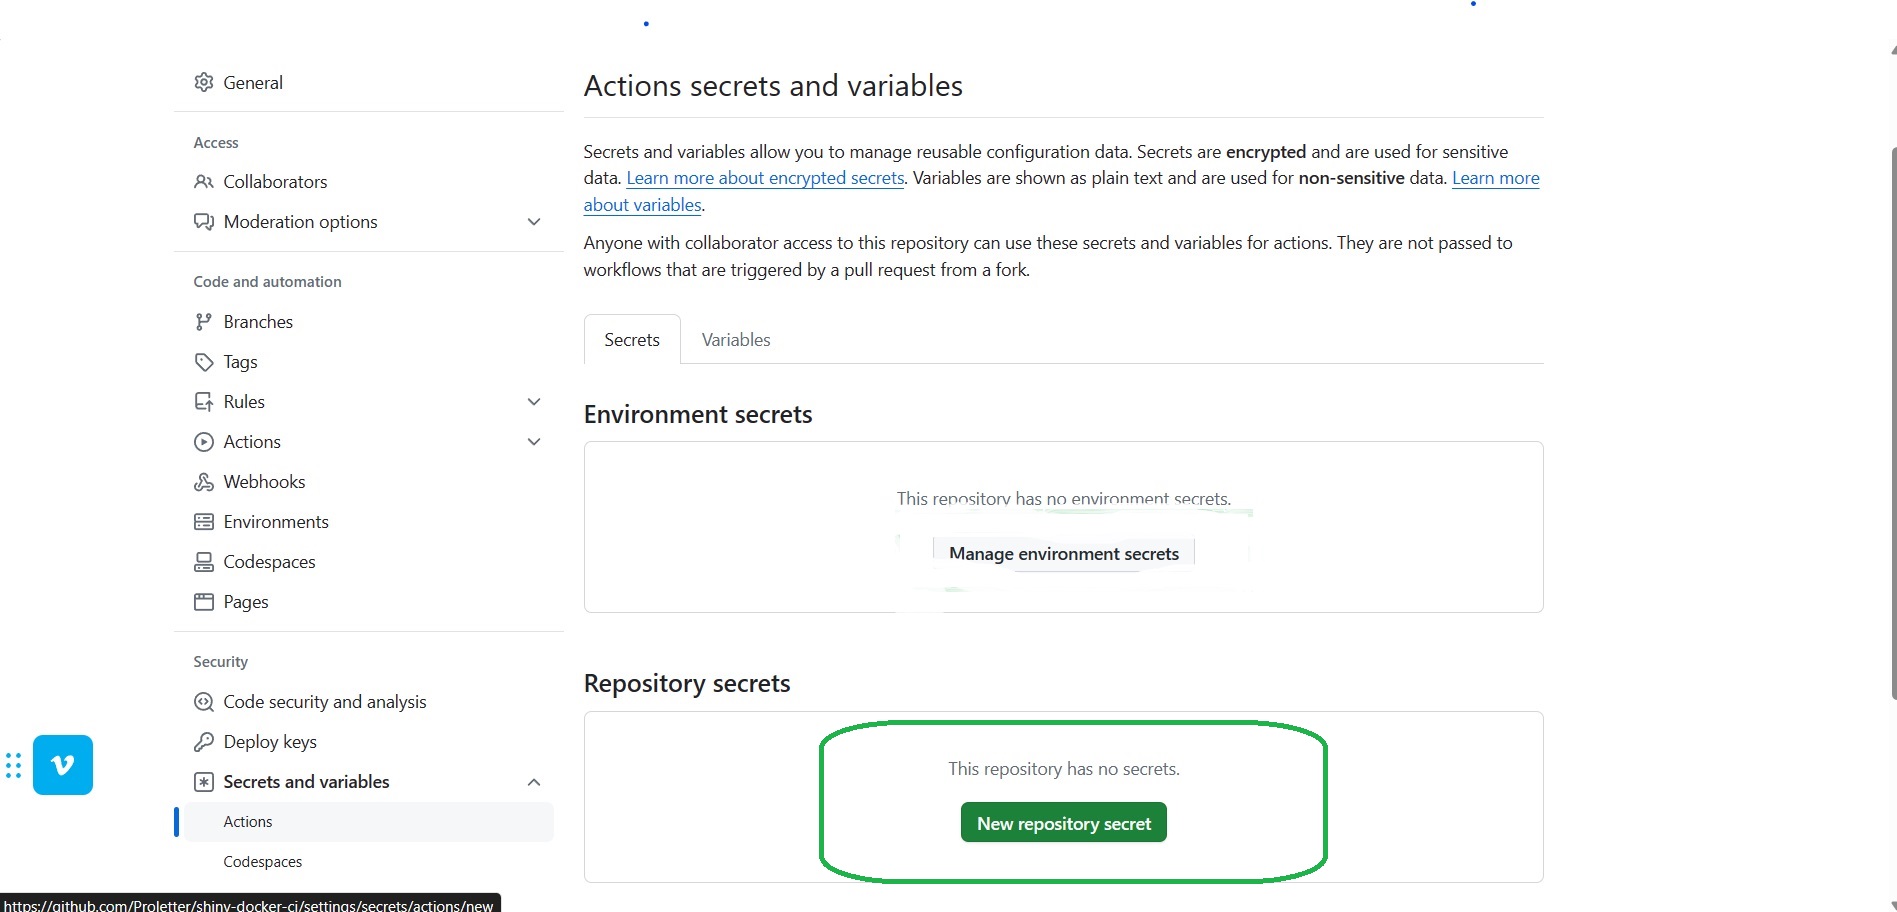 General
Access
Collaborators
Moderation options
Code and automation
Branches
Tags
Rules
Actions
Webhooks
Environments
Codespaces
Pages
Security
Code security and analysis
Deploy keys
Secrets and variables
Actions
Codespaces
Actions secrets and variables
Secrets and variables allow you to manage reusable configuration data. Secrets are encrypted and are used for sensitive
data. Learn more about encrypted secrets. Variables are shown as plain text and are used for non-sensitive data. Learn more
about variables.
Anyone with collaborator access to this repository can use these secrets and variables for actions. They are not passed to
workflows that are triggered by a pull request from a fork.
Secrets Variables
Environment secrets
This repository has no environment secrets.
Manage environment secrets
Repository secrets
This repository has no secrets.
New repository secret
https://github.com/Proletter/shiny-docker-ci/settings/secrets/actions/new